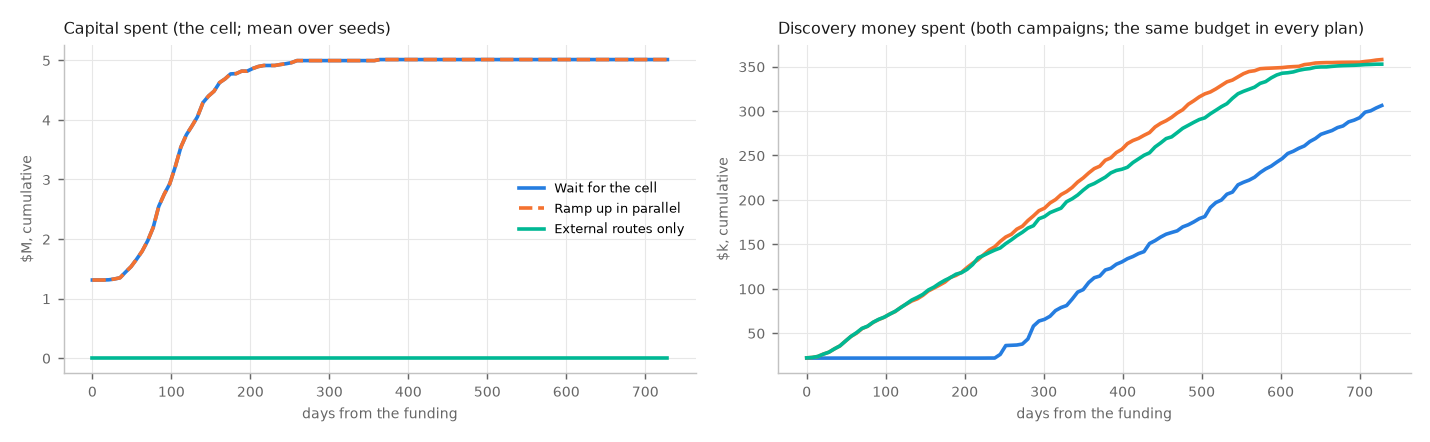 Capital spent (the cell; mean over seeds)
5
4
3
2
1
0
$M, cumulative
Wait for the cell
Ramp up in parallel
External routes only
0 100 200 300 400 500 600 700
days from the funding
Discovery money spent (both campaigns; the same budget in every plan)
350
300
250
200
150
100
50
$k, cumulative
0 100 200 300 400 500 600 700
days from the funding